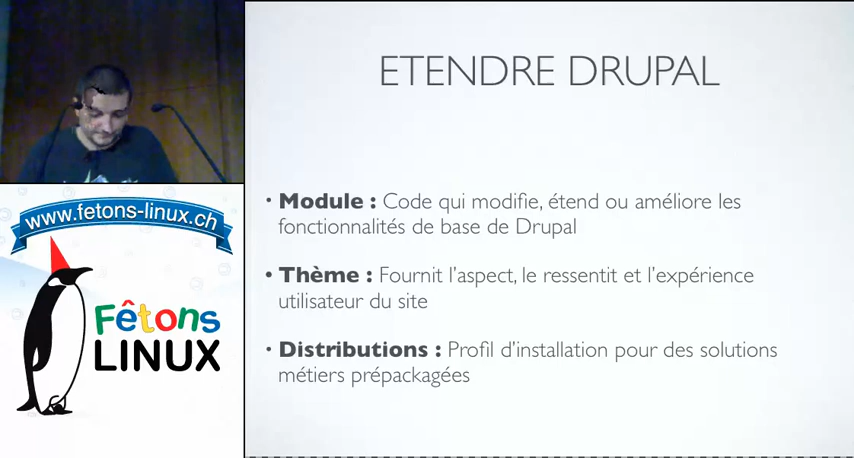 ETENDRE DRUPAL
• Module : Code qui modifie, étend ou améliore les
fonctionnalités de base de Drupal
• Thème : Fournit l'aspect, le ressentit et l'expérience
utilisateur du site
• Distributions : Profil d'installation pour des solutions
métiers prépackagées
www.fetons-linux.ch
Fêtons
LINUX